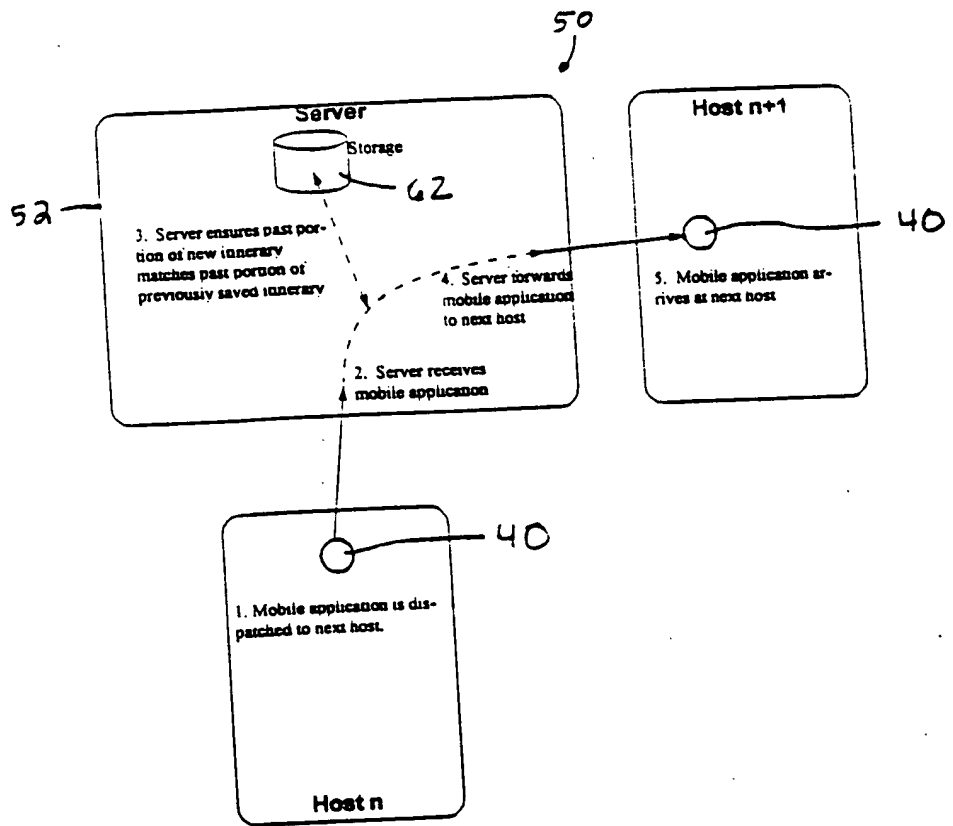 50
Server
Host n+1
Storage
62
52
40
3. Server ensures past por-
tion of new itinerary
matches past portion of
previously saved itinerary
4. Server forwards
mobile application
to next host
5. Mobile application ar-
rives at next host
2. Server receives
mobile application
40
1. Mobile application is dis-
patched to next host.
Host n